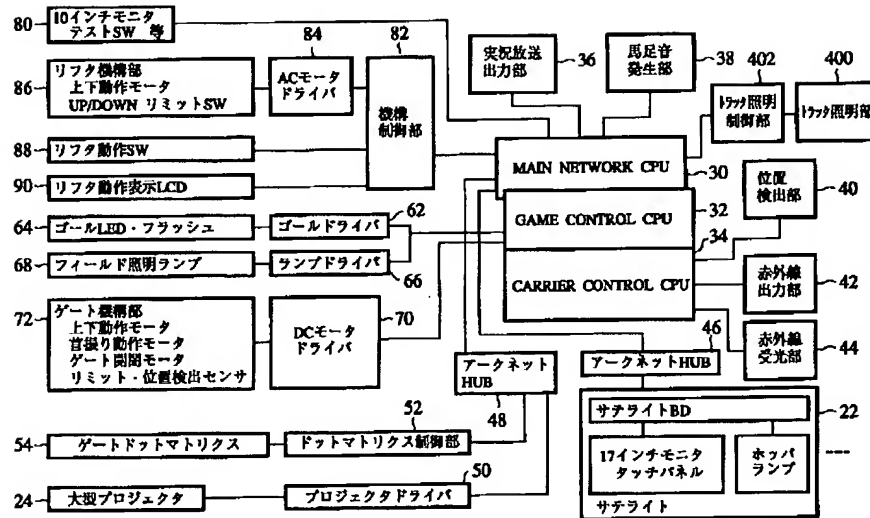 80
10インチモニタ
テストSW 等
86
リフタ機構部
上下動作モータ
UP/DOWN リミットSW
84
ACモータ
ドライバ
82
機構
制御部
88
リフタ動作SW
90
リフタ動作表示LCD
64
ゴールLED・フラッシュ
62
ゴールドライバ
68
フィールド照明ランプ
ランプドライバ
66
72
ゲート機構部
上下動作モータ
首振り動作モータ
ゲート開閉モータ
リミット・位置検出センサ
70
DCモータ
ドライバ
実況放送
出力部
36
馬足音
発生部
38
402
トラック照明
制御部
400
トラック照明部
MAIN NETWORK CPU
30
GAME CONTROL CPU
32
34
CARRIER CONTROL CPU
位置
検出部
40
赤外線
出力部
42
赤外線
受光部
44
アークネット
HUB
48
46
アークネットHUB
22
サテライトBD
17インチモニタ
タッチパネル
ホッパ
ランプ
サテライト
54
ゲートドットマトリクス
52
ドットマトリクス制御部
24
大型プロジェクタ
50
プロジェクタドライバ